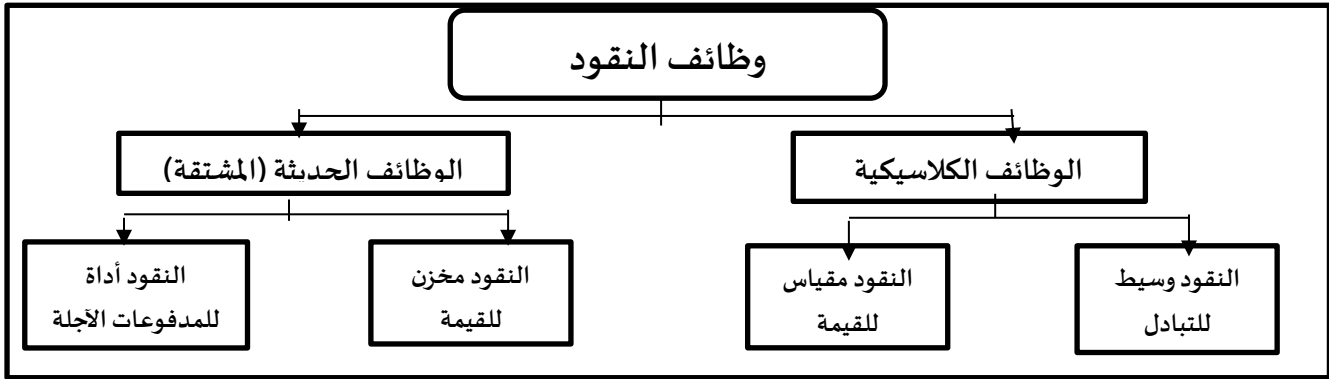 وظائف النقود
الوظائف الكلاسيكية
الوظائف الحديثة (المشتقة)
النقود وسيط
للتبادل
النقود مقياس
للقيمة
النقود مخزن
للقيمة
النقود أداة
للمدفوعات الآجلة